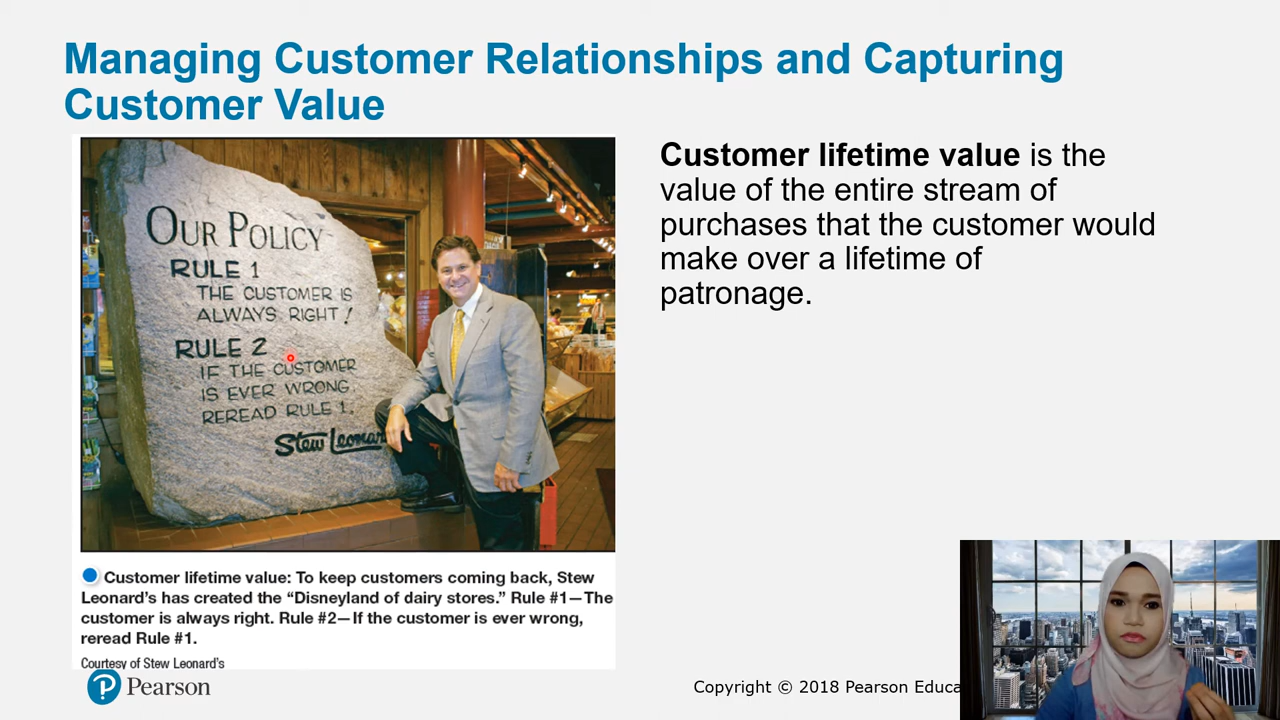 Managing Customer Relationships and Capturing
Customer Value
OUR POLICY
RULE 1
THE CUSTOMER IS
ALWAYS RIGHT!
RULE 2
IF THE CUSTOMER
IS EVER WRONG,
REREAD RULE 1.
Stew Leonard
Customer lifetime value: To keep customers coming back, Stew
Leonard's has created the “Disneyland of dairy stores.” Rule #1—The
customer is always right. Rule #2—If the customer is ever wrong,
reread Rule #1.
Courtesy of Stew Leonard's
Customer lifetime value is the
value of the entire stream of
purchases that the customer would
make over a lifetime of
patronage.
Pearson
Copyright © 2018 Pearson Educa